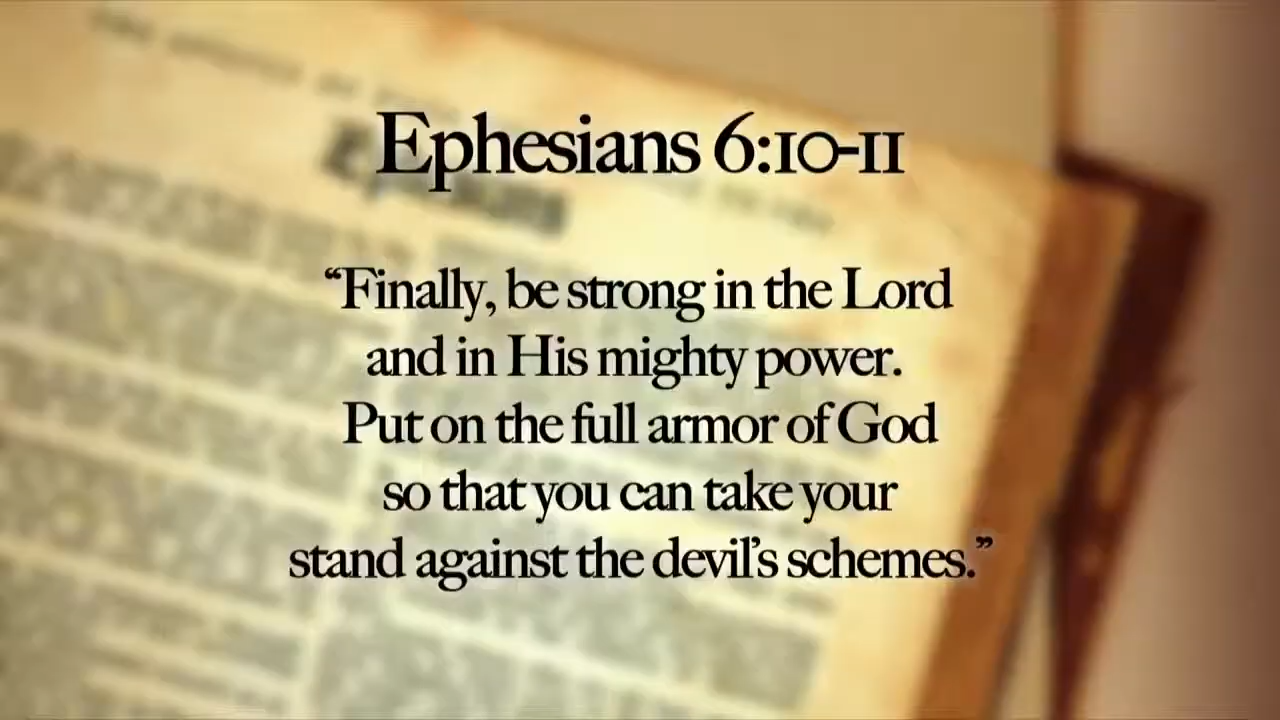 Ephesians 6:10-11
“Finally, be strong in the Lord
and in His mighty power.
Put on the full armor of God
so that you can take your
stand against the devil’s schemes.”